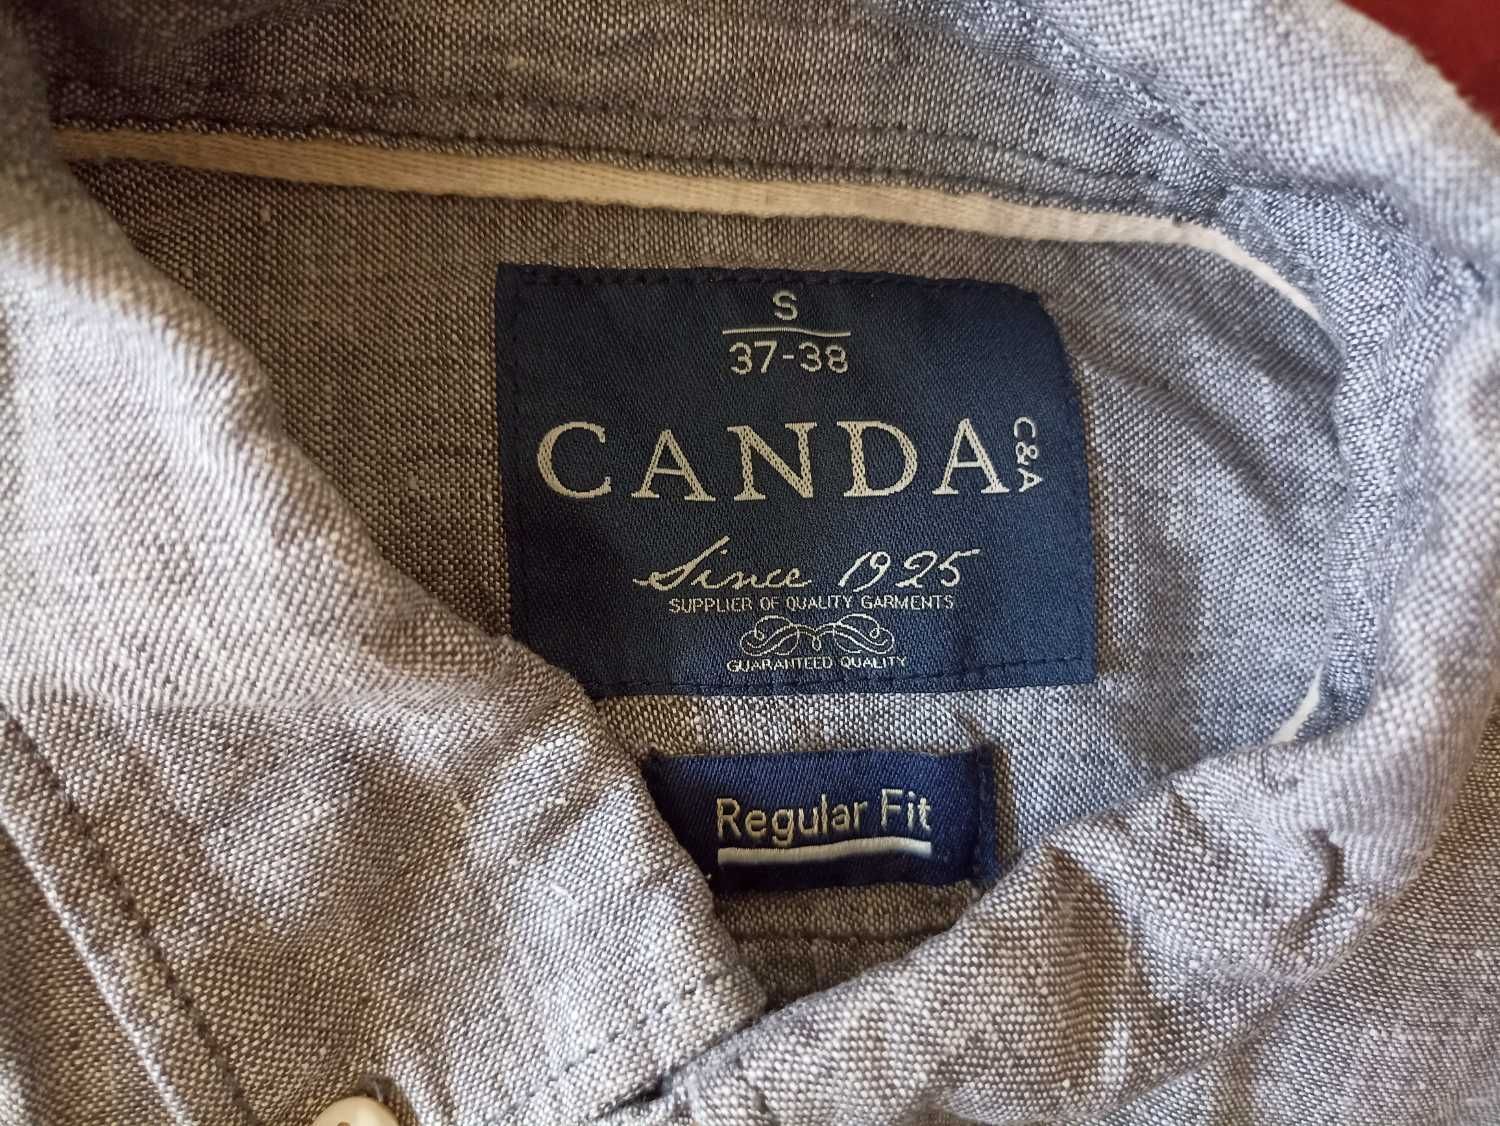 S
37-38
CANDA C&A
Since 1925
SUPPLIER OF QUALITY GARMENTS
GUARANTEED QUALITY
Regular Fit